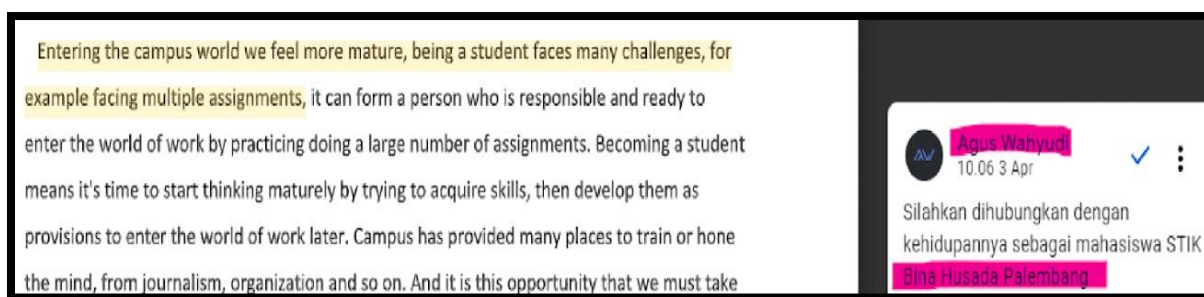 Entering the campus world we feel more mature, being a student faces many challenges, for
example facing multiple assignments, it can form a person who is responsible and ready to
enter the world of work by practicing doing a large number of assignments. Becoming a student
means it's time to start thinking maturely by trying to acquire skills, then develop them as
provisions to enter the world of work later. Campus has provided many places to train or hone
the mind, from journalism, organization and so on. And it is this opportunity that we must take
AW
Agus Wahyudi
10.06 3 Apr
Silahkan dihubungkan dengan
kehidupannya sebagai mahasiswa STIK
Bina Husada Palembang